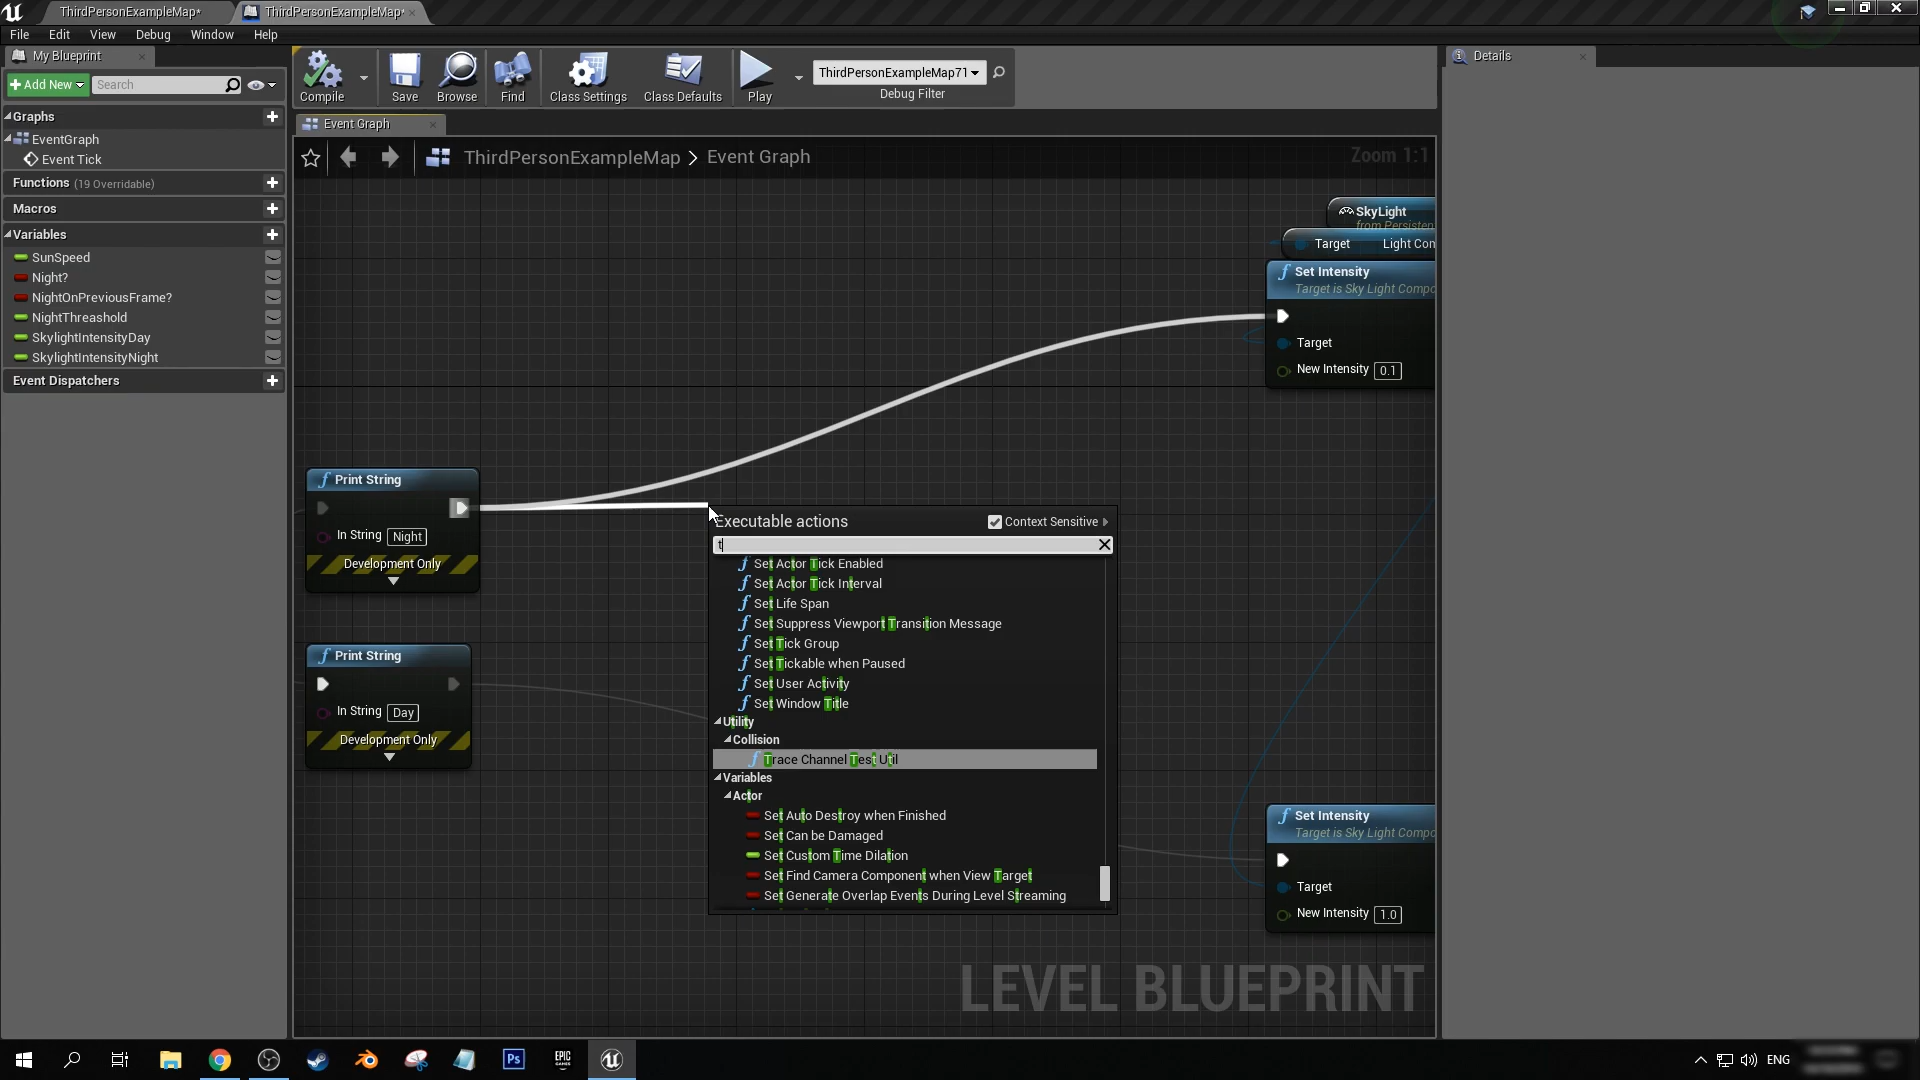 ThirdPersonExampleMap*
ThirdPersonExampleMap*
File Edit View Debug Window Help
My Blueprint
Add New
Search
Graphs
EventGraph
Event Tick
Functions (19 Overridable)
Macros
Variables
SunSpeed
Night?
NightOnPreviousFrame?
NightThreashold
SkylightIntensityDay
SkylightIntensityNight
Event Dispatchers
Compile Save Browse Find Class Settings Class Defaults Play
ThirdPersonExampleMap71
Debug Filter
Event Graph
ThirdPersonExampleMap > Event Graph
Zoom 1:1
SkyLight
from Persisten
Target Light Con
Set Intensity
Target is Sky Light Compo
Target
New Intensity 0.1
Print String
In String Night
Development Only
Print String
In String Day
Development Only
Executable actions
Context Sensitive
t
Set Actor Tick Enabled
Set Actor Tick Interval
Set Life Span
Set Suppress Viewport Transition Message
Set Tick Group
Set Tickable when Paused
Set User Activity
Set Window Title
Utility
Collision
Trace Channel Test Util
Variables
Actor
Set Auto Destroy when Finished
Set Can be Damaged
Set Custom Time Dilation
Set Find Camera Component when View Target
Set Generate Overlap Events During Level Streaming
Set Intensity
Target is Sky Light Compo
Target
New Intensity 1.0
LEVEL BLUEPRINT
Details
Ps
EPIC
GAMES
ENG